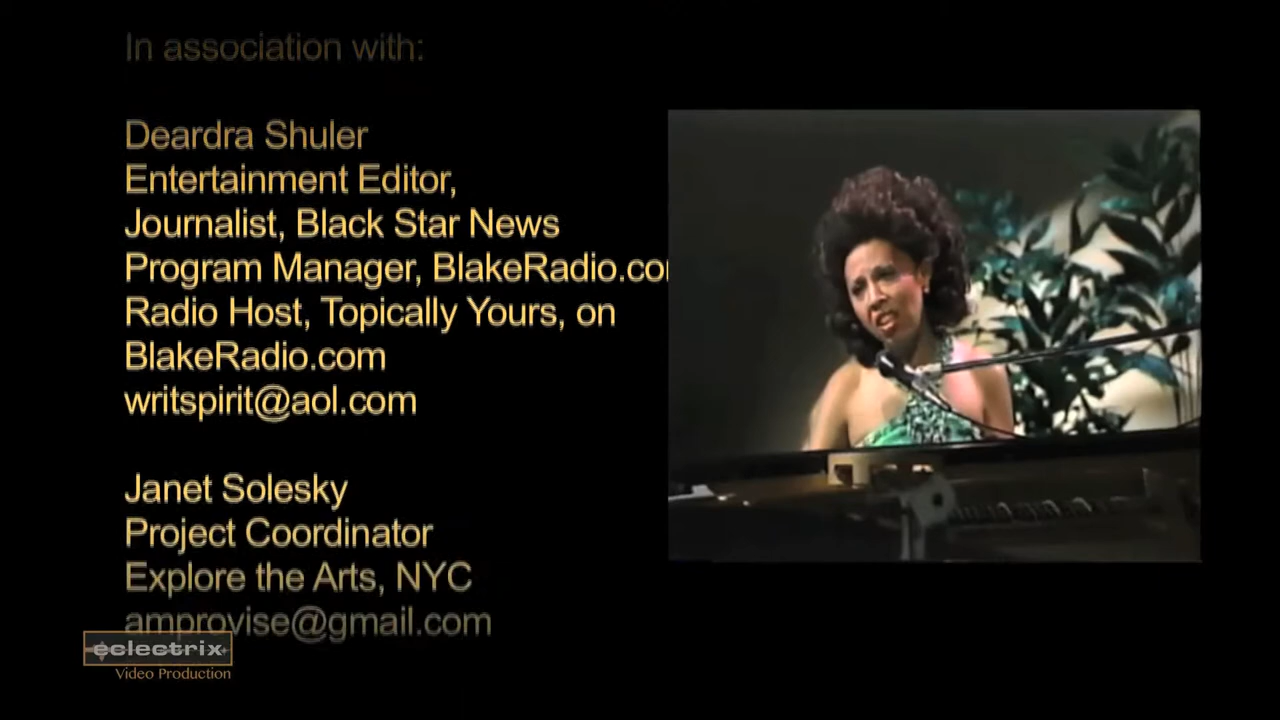 In association with:
Deardra Shuler
Entertainment Editor,
Journalist, Black Star News
Program Manager, BlakeRadio.co
Radio Host, Topically Yours, on
BlakeRadio.com
writspirit@aol.com
Janet Solesky
Project Coordinator
Explore the Arts, NYC
amprovise@gmail.com
eclectrix
Video Production